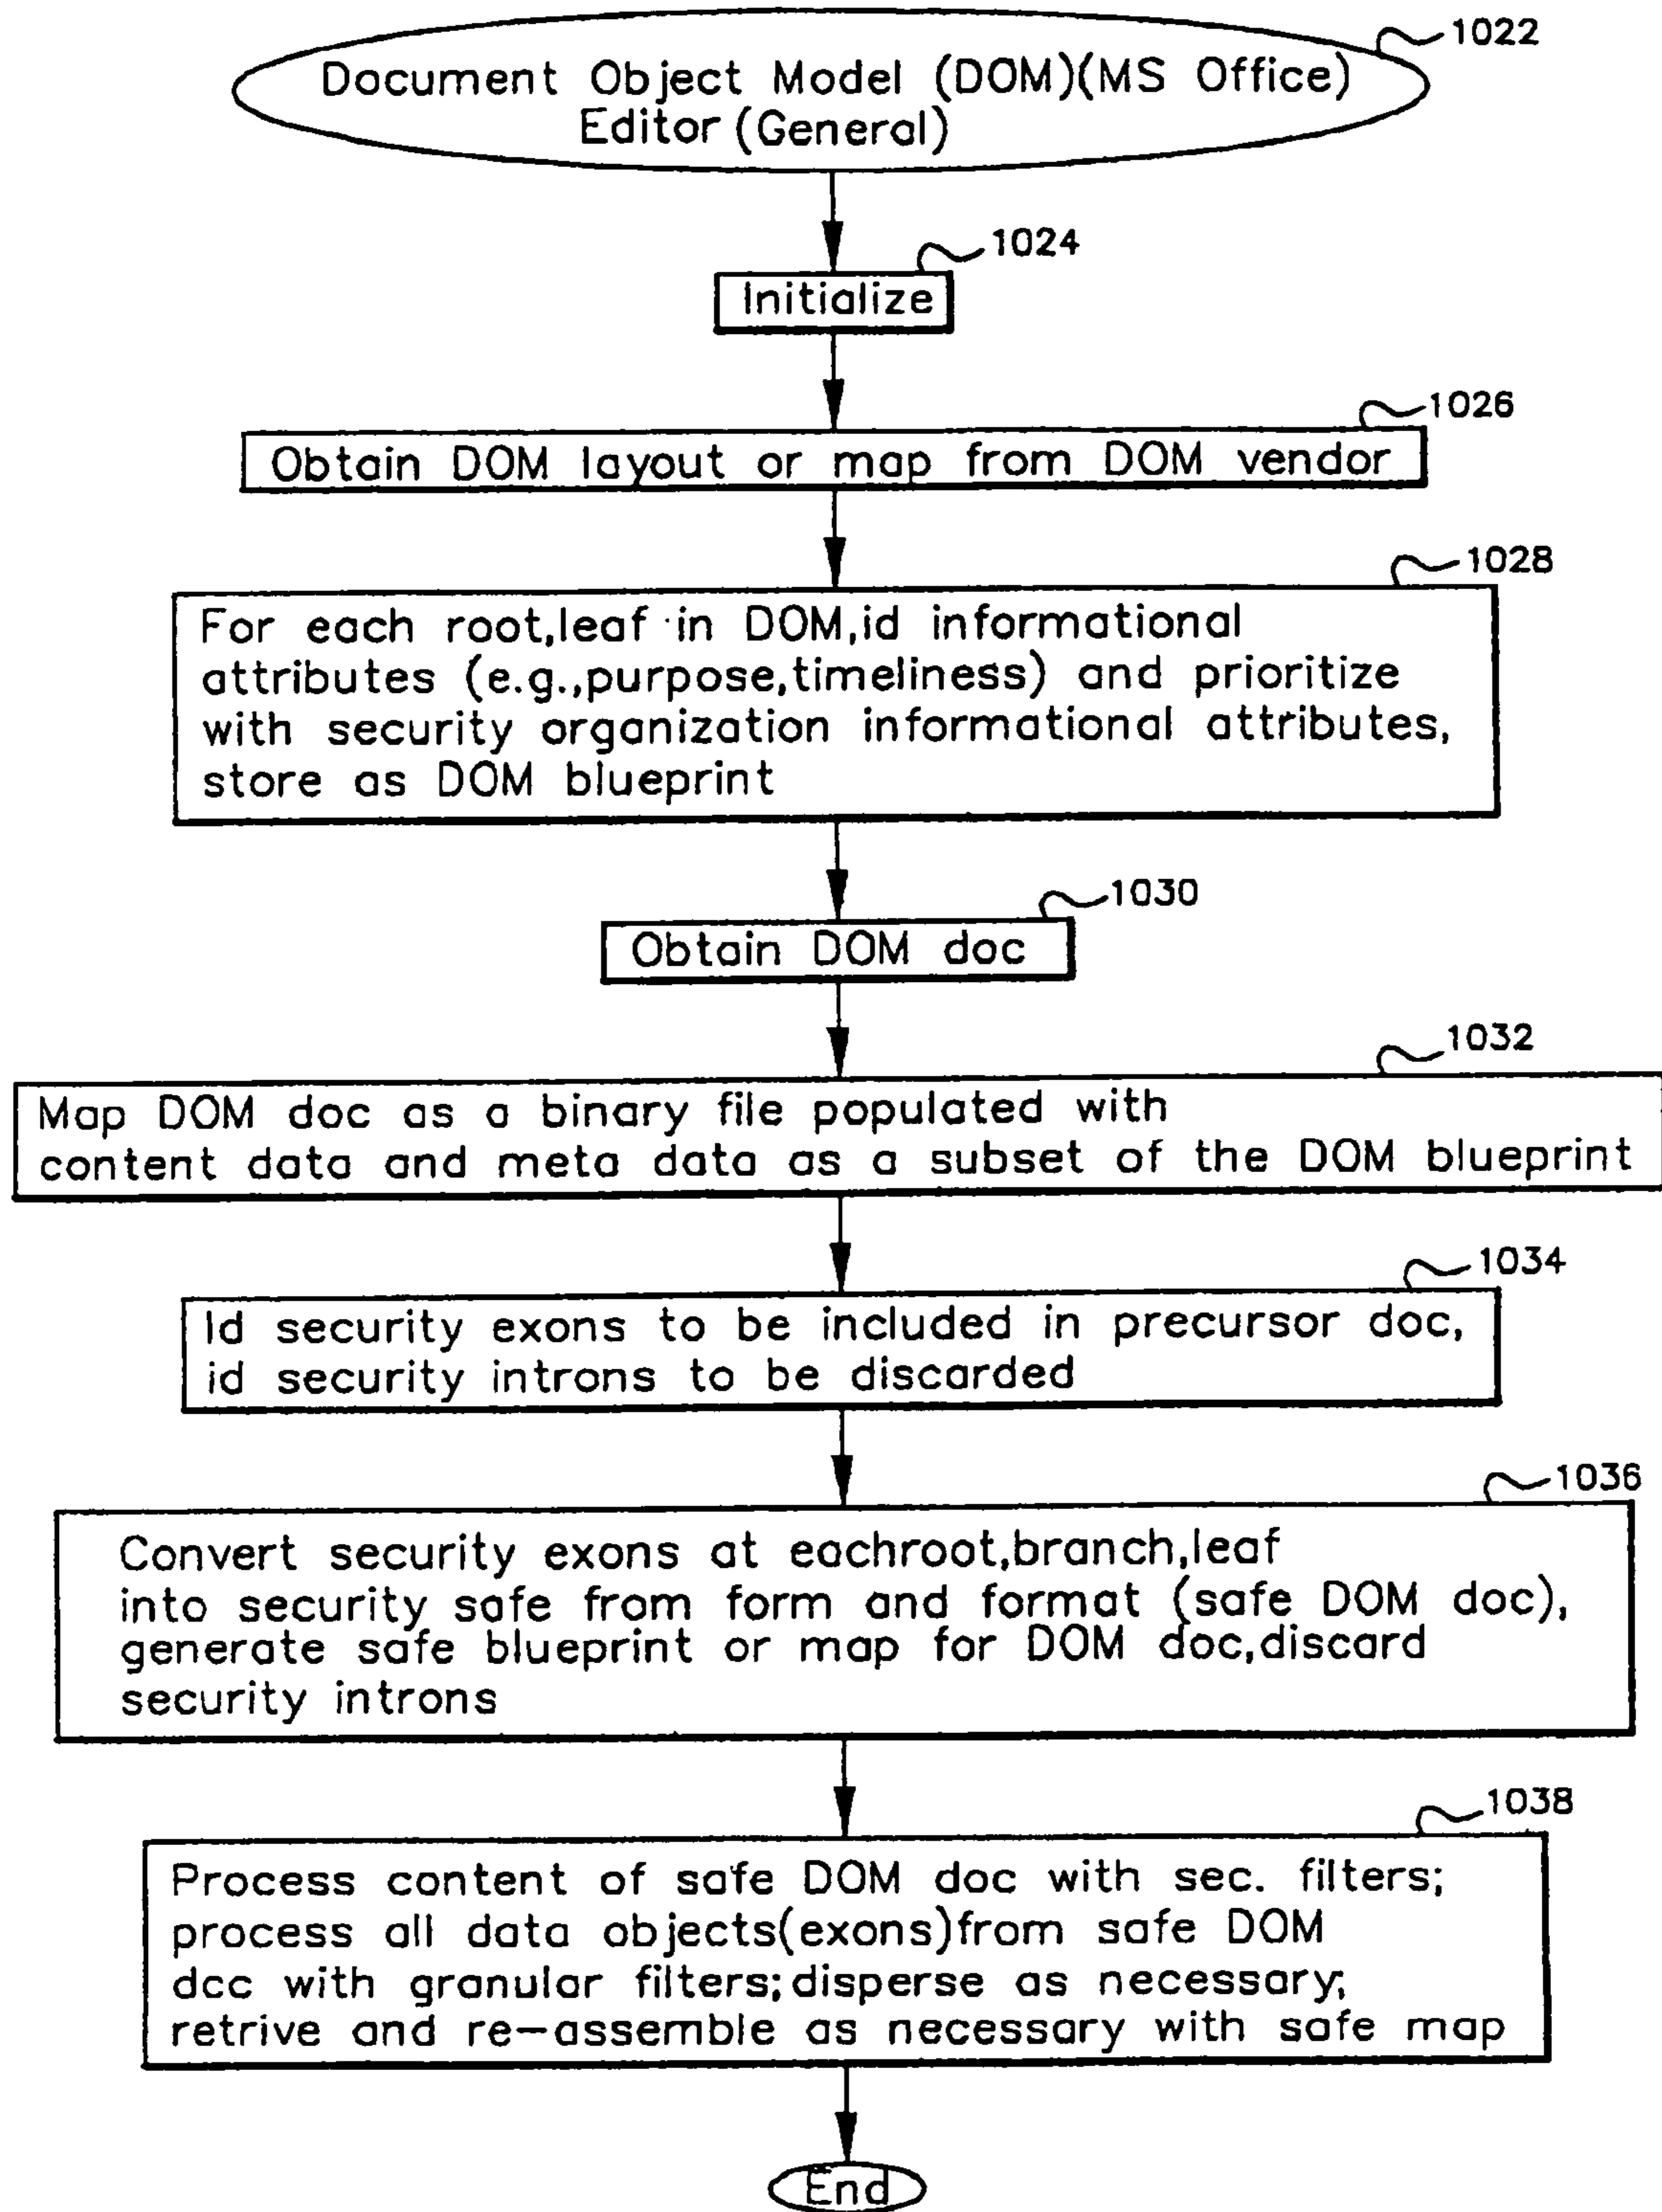 1022
Document Object Model (DOM)(MS Office)
Editor (General)
1024
Initialize
1026
Obtain DOM layout or map from DOM vendor
1028
For each root,leaf in DOM,id informational
attributes (e.g.,purpose,timeliness) and prioritize
with security organization informational attributes,
store as DOM blueprint
1030
Obtain DOM doc
1032
Map DOM doc as a binary file populated with
content data and meta data as a subset of the DOM blueprint
1034
Id security exons to be included in precursor doc,
id security introns to be discarded
1036
Convert security exons at eachroot,branch,leaf
into security safe from form and format (safe DOM doc),
generate safe blueprint or map for DOM doc,discard
security introns
1038
Process content of safe DOM doc with sec. filters;
process all data objects(exons)from safe DOM
dcc with granular filters;disperse as necessary;
retrive and re-assemble as necessary with safe map
End